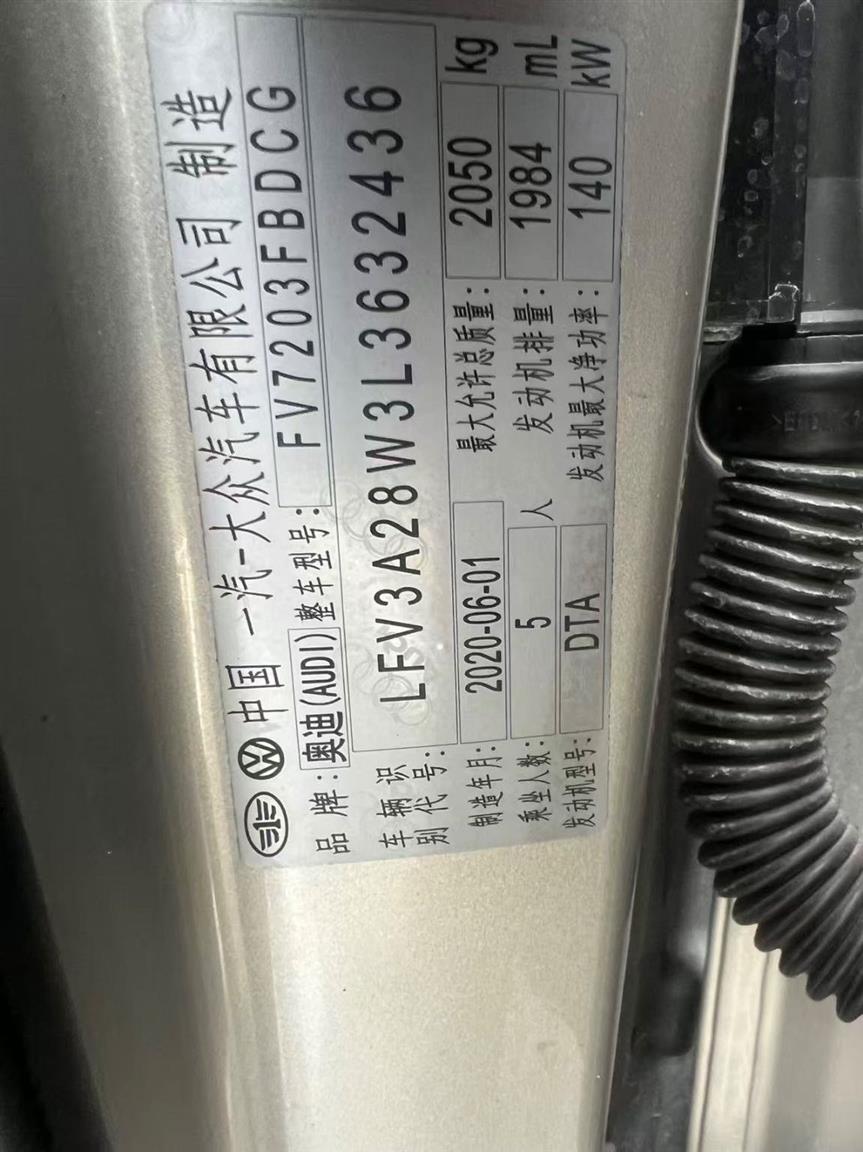 中国 一汽-大众汽车有限公司 制造
品牌：奥迪(AUDI) 整车型号：FV7203FBDCG
车辆识别代号：LFV3A28W3L3632436
制造年月：2020-06-01 最大允许总质量：2050 kg
乘坐人数：5 人 发动机排量：1984 mL
发动机型号：DTA 发动机最大净功率：140 kW